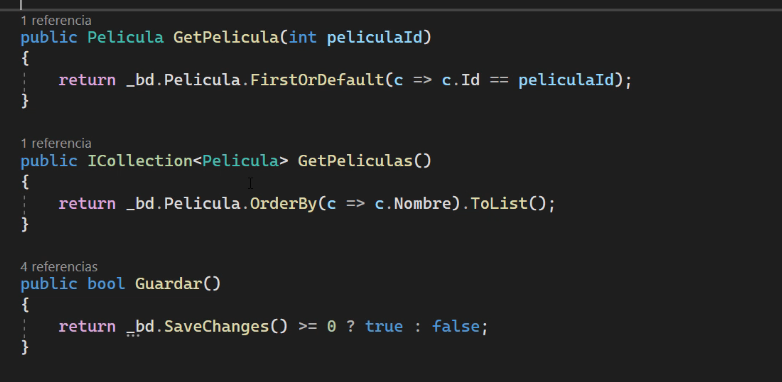 1 referencia
public Pelicula GetPelicula(int peliculaId)
{
return _bd.Pelicula.FirstOrDefault(c => c.Id == peliculaId);
}
1 referencia
public ICollection<Pelicula> GetPeliculas()
{
return _bd.Pelicula.OrderBy(c => c.Nombre).ToList();
}
4 referencias
public bool Guardar()
{
return _bd.SaveChanges() >= 0 ? true : false;
}